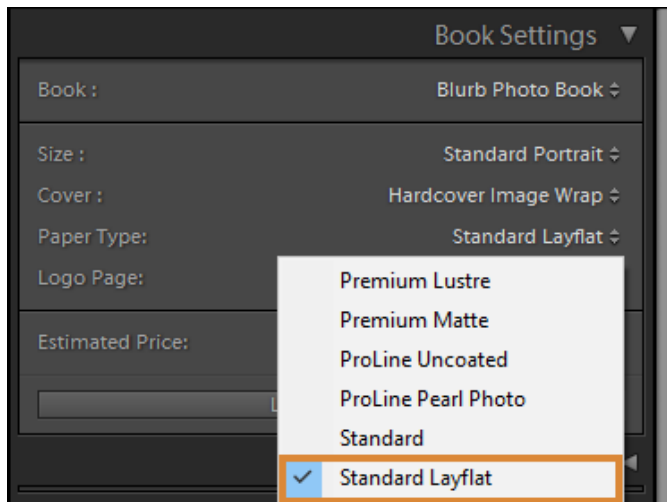 Book Settings
Book : Blurb Photo Book
Size : Standard Portrait
Cover : Hardcover Image Wrap
Paper Type: Standard Layflat
Logo Page:
Premium Lustre
Premium Matte
Estimated Price:
ProLine Uncoated
ProLine Pearl Photo
Standard
Standard Layflat